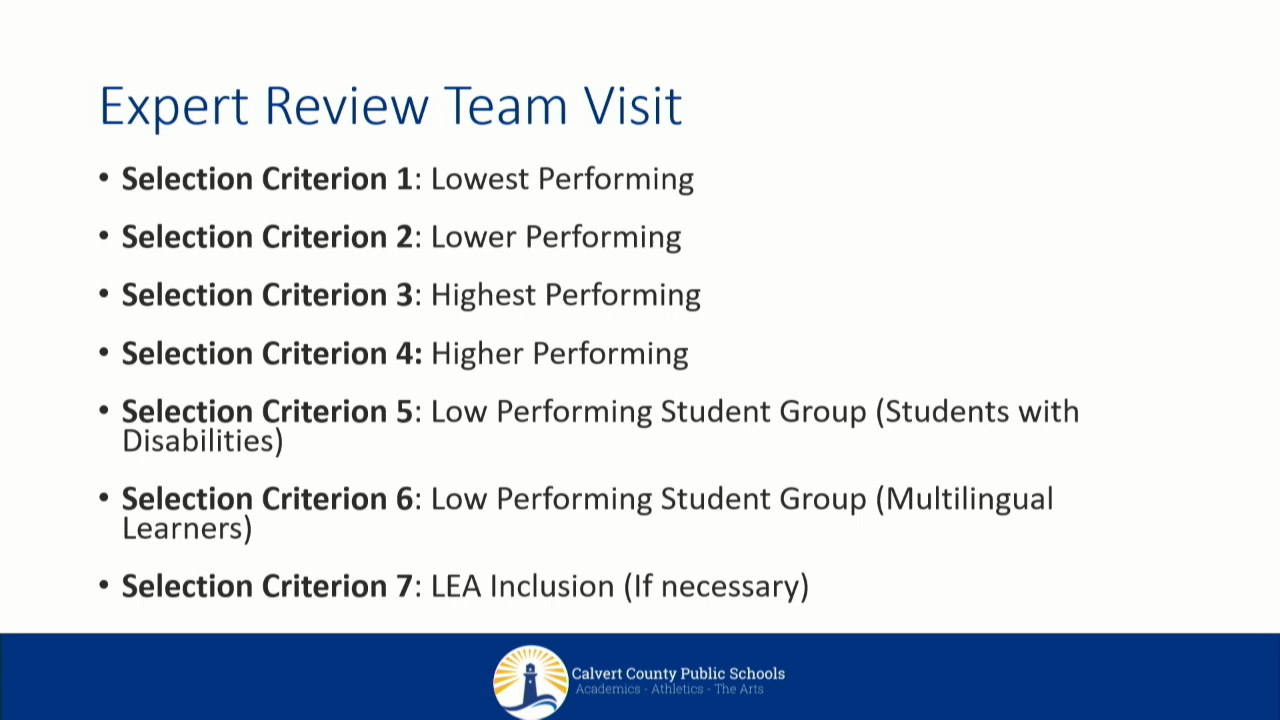 Expert Review Team Visit
• Selection Criterion 1: Lowest Performing
• Selection Criterion 2: Lower Performing
• Selection Criterion 3: Highest Performing
• Selection Criterion 4: Higher Performing
• Selection Criterion 5: Low Performing Student Group (Students with
Disabilities)
• Selection Criterion 6: Low Performing Student Group (Multilingual
Learners)
• Selection Criterion 7: LEA Inclusion (If necessary)
Calvert County Public Schools
Academics - Athletics - The Arts